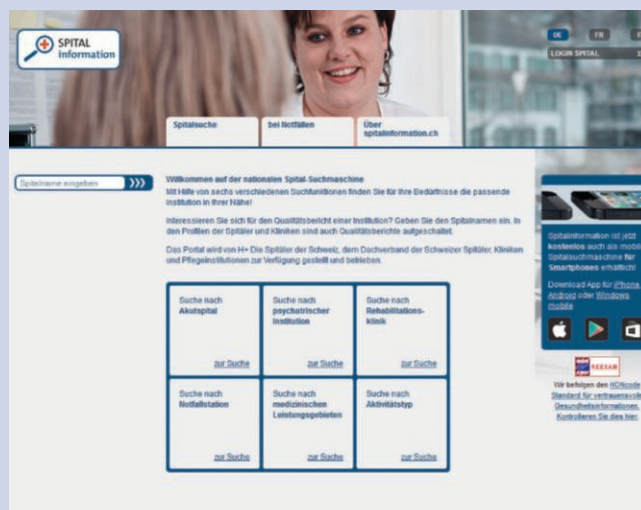 SPITAL
information
DE FR
LOGIN SPITAL
Spitalsuche
bei Notfällen
Über
spitalinformation.ch
Spitalname eingeben
Willkommen auf der nationalen Spital-Suchmaschine
Mit Hilfe von sechs verschiedenen Suchfunktionen finden Sie für Ihre Bedürfnisse die passende
Institution in Ihrer Nähe!
Interessieren Sie sich für den Qualitätsbericht einer Institution? Geben Sie den Spitalnamen ein. In
den Profilen der Spitäler und Kliniken sind auch Qualitätsberichte aufgeschaltet.
Das Portal wird von H+ Die Spitäler der Schweiz, dem Dachverband der Schweizer Spitäler, Kliniken
und Pflegeinstitutionen zur Verfügung gestellt und betrieben.
Suche nach
Akutspital
zur Suche
Suche nach
psychatrischer
Institution
zur Suche
Suche nach
Rehabilitations-
klinik
zur Suche
Suche nach
Notfallstation
zur Suche
Suche nach
medizinischen
Leistungsgebieten
zur Suche
Suche nach
Aktivitätstyp
zur Suche
Spitalinformation ist jetzt
kostenlos auch als mobile
Spitalsuchmaschine für
Smartphones erhältlich!
Download App für iPhone,
Android oder Windows
mobile
Wir befolgen den HONcode
Standard für vertrauensvolle
Gesundheitsinformationen.
Kontrollieren Sie dies hier.